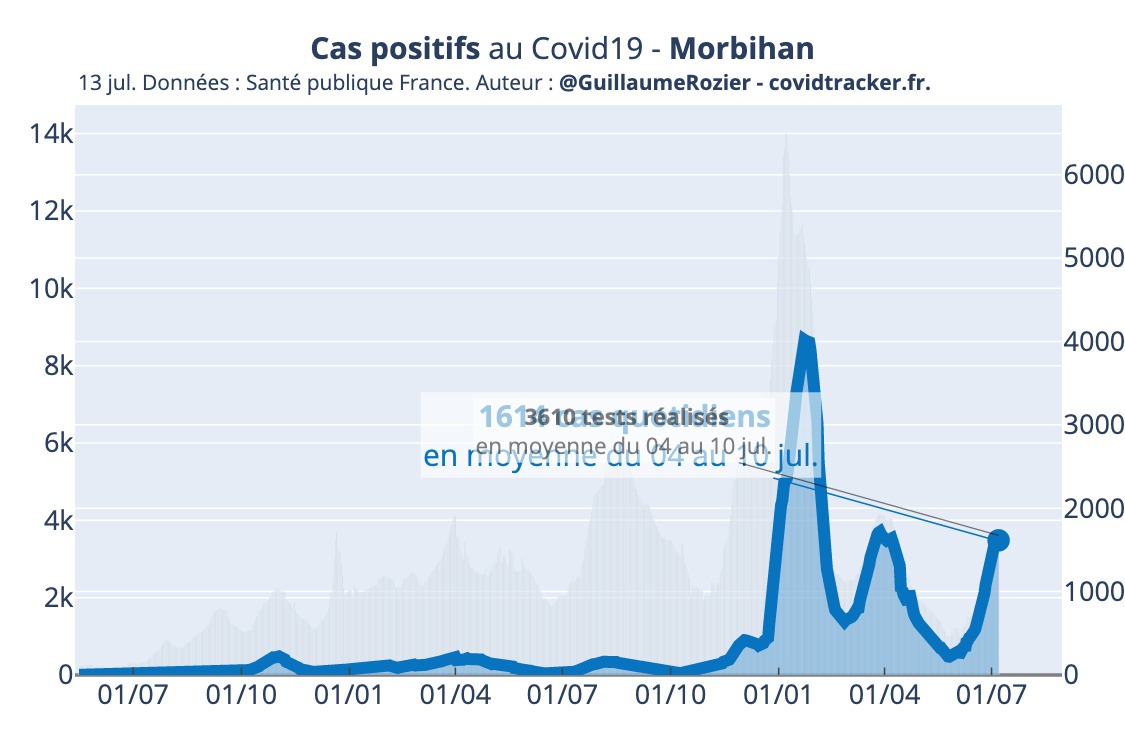 Cas positifs au Covid19 - Morbihan
13 jul. Données : Santé publique France. Auteur : @GuillaumeRozier - covidtracker.fr.
14k
12k
10k
8k
6k
4k
2k
0
6000
5000
4000
3000
2000
1000
0
1614 cas quotidiens
en moyenne du 04 au 10 jul.
3610 tests réalisés
en moyenne du 04 au 10 jul.
01/07 01/10 01/01 01/04 01/07 01/10 01/01 01/04 01/07